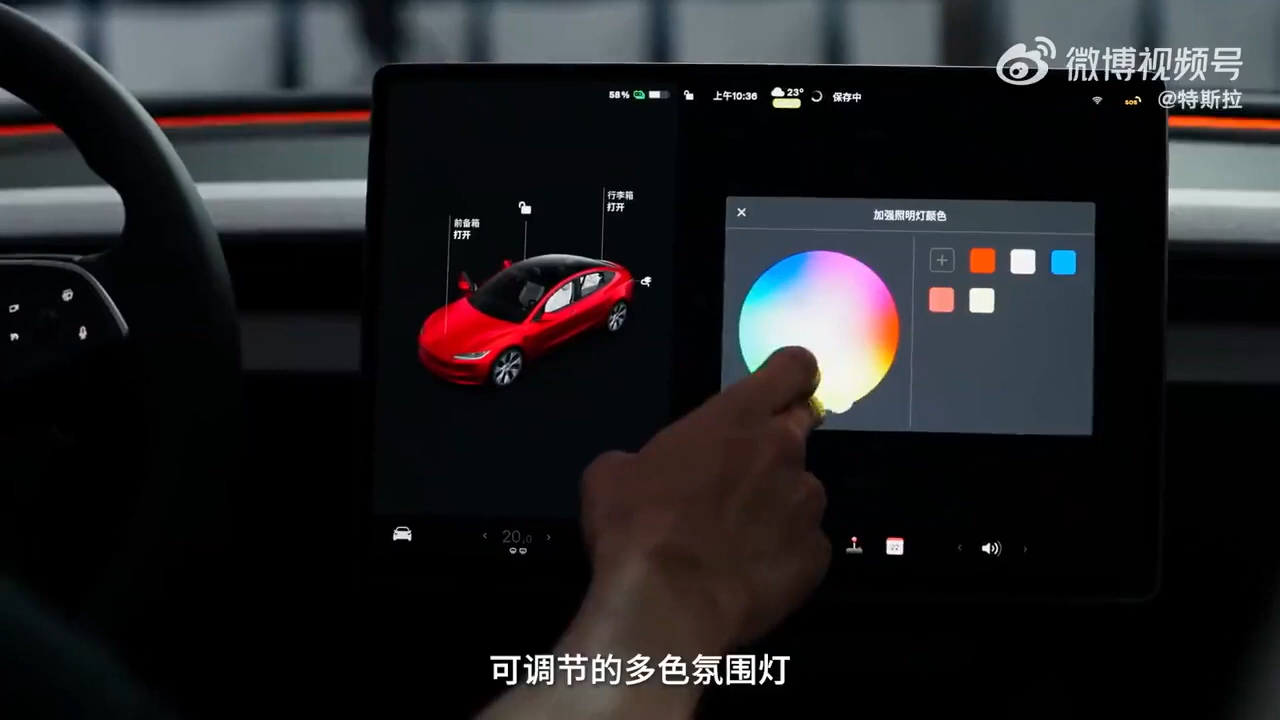 微博视频号
@特斯拉
58% 上午10:36 23° 保存中
SOS
行李箱
打开
前备箱
打开
加强照明灯颜色
20.0
22
可调节的多色氛围灯